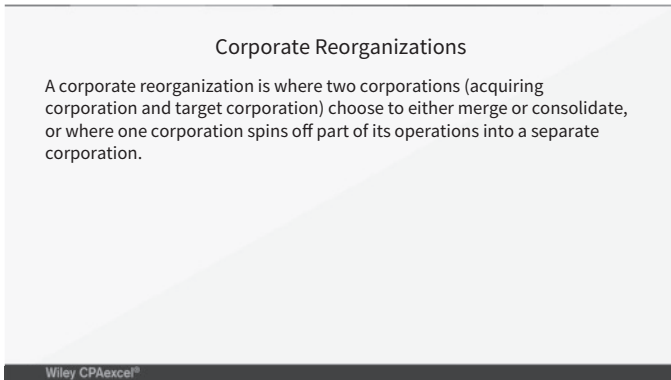 Corporate Reorganizations
A corporate reorganization is where two corporations (acquiring
corporation and target corporation) choose to either merge or consolidate,
or where one corporation spins off part of its operations into a separate
corporation.
Wiley CPAexcel®